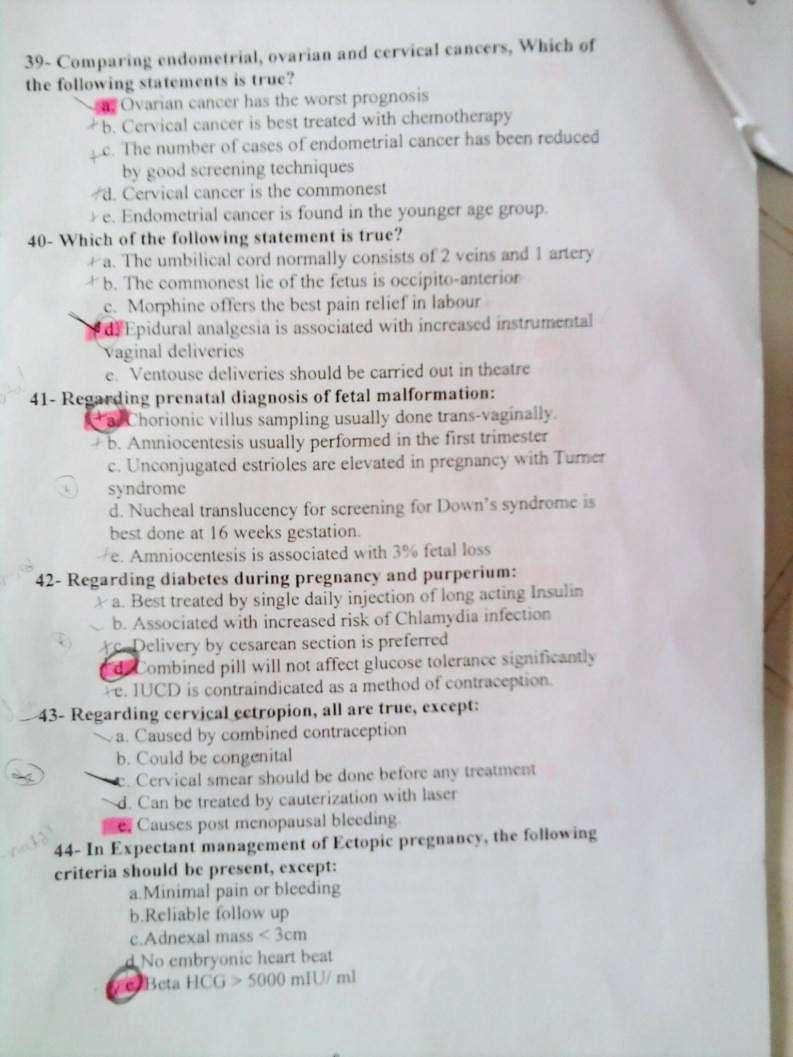 39- Comparing endometrial, ovarian and cervical cancers, Which of
the following statements is true?
a. Ovarian cancer has the worst prognosis
b. Cervical cancer is best treated with chemotherapy
c. The number of cases of endometrial cancer has been reduced
by good screening techniques
d. Cervical cancer is the commonest
e. Endometrial cancer is found in the younger age group.
40- Which of the following statement is true?
a. The umbilical cord normally consists of 2 veins and 1 artery
b. The commonest lie of the fetus is occipito-anterior
c. Morphine offers the best pain relief in labour
d. Epidural analgesia is associated with increased instrumental
vaginal deliveries
e. Ventouse deliveries should be carried out in theatre
41- Regarding prenatal diagnosis of fetal malformation:
a. Chorionic villus sampling usually done trans-vaginally.
b. Amniocentesis usually performed in the first trimester
c. Unconjugated estrioles are elevated in pregnancy with Turner
syndrome
d. Nucheal translucency for screening for Down's syndrome is
best done at 16 weeks gestation.
e. Amniocentesis is associated with 3% fetal loss
42- Regarding diabetes during pregnancy and purperium:
a. Best treated by single daily injection of long acting Insulin
b. Associated with increased risk of Chlamydia infection
c. Delivery by cesarean section is preferred
d. Combined pill will not affect glucose tolerance significantly
e. IUCD is contraindicated as a method of contraception.
43- Regarding cervical ectropion, all are true, except:
a. Caused by combined contraception
b. Could be congenital
c. Cervical smear should be done before any treatment
d. Can be treated by cauterization with laser
e. Causes post menopausal bleeding
44- In Expectant management of Ectopic pregnancy, the following
criteria should be present, except:
a.Minimal pain or bleeding
b.Reliable follow up
c.Adnexal mass < 3cm
d.No embryonic heart beat
e.Beta HCG > 5000 mIU/ ml